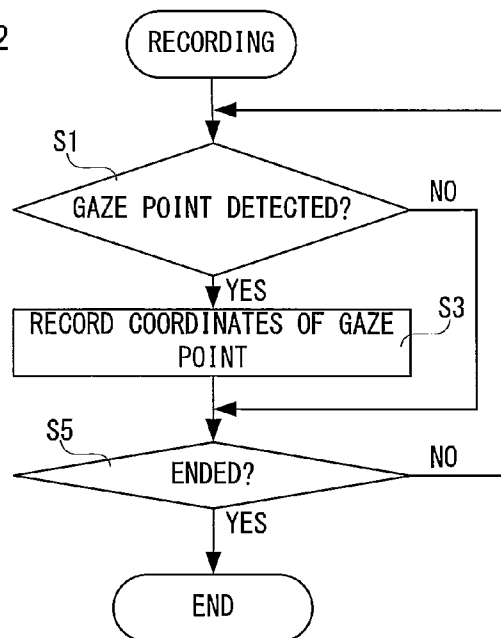 2
RECORDING
S1
GAZE POINT DETECTED?
NO
YES
RECORD COORDINATES OF GAZE
POINT
S3
S5
ENDED?
NO
YES
END